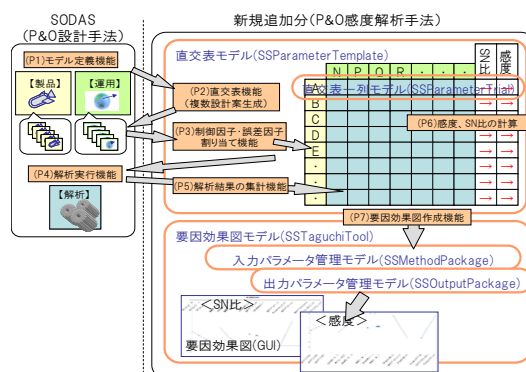 SODAS
(P&O設計手法)
新規追加分(P&O感度解析手法)
(P1)モデル定義機能
【製品】
【運用】
(P2)直交表機能
(複数設計案生成)
(P3)制御因子・誤差因子
割り当て機能
(P4)解析実行機能
【解析】
(P5)解析結果の集計機能
直交表モデル(SSParameterTemplate)
N P Q R ・ ・ ・
SN比
感度
直交表一列モデル(SSParameterTrial)
A
B
C
D
E
・
・
・
(P6)感度、SN比の計算
→ →
→ →
→ →
→ →
→ →
→ →
→ →
→ →
(P7)要因効果図作成機能
要因効果図モデル(SSTaguchiTool)
入力パラメータ管理モデル(SSMethodPackage)
出力パラメータ管理モデル(SSOutputPackage)
＜SN比＞
＜感度＞
要因効果図(GUI)